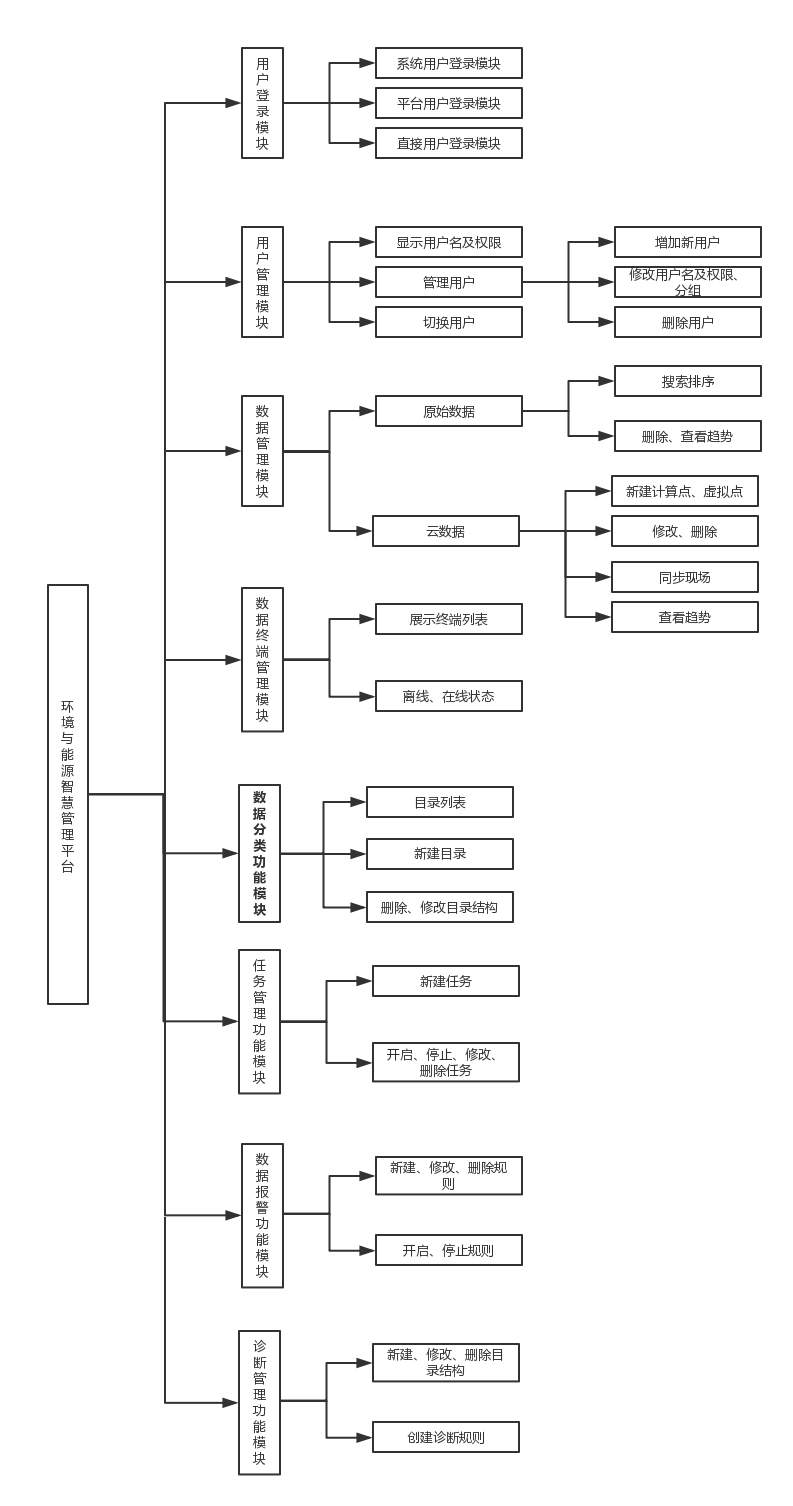 环境与能源智慧管理平台
用户登录模块
系统用户登录模块
平台用户登录模块
直接用户登录模块
用户管理模块
显示用户名及权限
管理用户
切换用户
增加新用户
修改用户名及权限、
分组
删除用户
数据管理模块
原始数据
搜索排序
删除、查看趋势
云数据
新建计算点、虚拟点
修改、删除
同步现场
查看趋势
数据终端管理模块
展示终端列表
离线、在线状态
数据分类功能模块
目录列表
新建目录
删除、修改目录结构
任务管理功能模块
新建任务
开启、停止、修改、
删除任务
数据报警功能模块
新建、修改、删除规
则
开启、停止规则
诊断管理功能模块
新建、修改、删除目
录结构
创建诊断规则